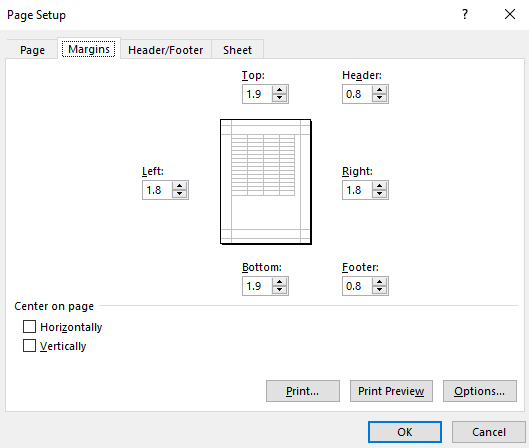 Page Setup ?
Page Margins Header/Footer Sheet
Top: Header:
1.9 0.8
Left: Right:
1.8 1.8
Bottom: Footer:
1.9 0.8
Center on page
Horizontally
Vertically
Print... Print Preview Options...
OK Cancel